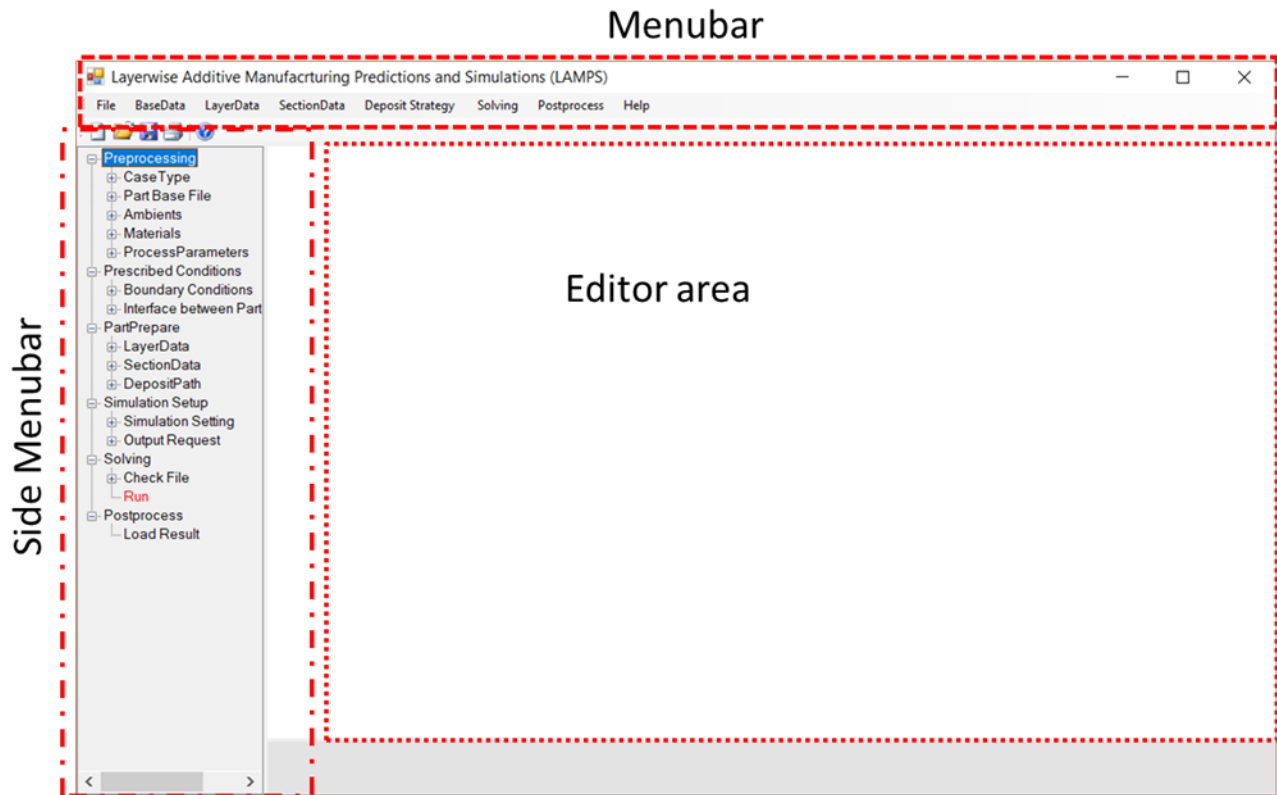 Menubar
Layerwise Additive Manufacrturing Predictions and Simulations (LAMPS)
File BaseData LayerData SectionData Deposit Strategy Solving Postprocess Help
Side Menubar
Preprocessing
CaseType
Part Base File
Ambients
Materials
ProcessParameters
Prescribed Conditions
Boundary Conditions
Interface between Part
PartPrepare
LayerData
SectionData
DepositPath
Simulation Setup
Simulation Setting
Output Request
Solving
Check File
Run
Postprocess
Load Result
Editor area